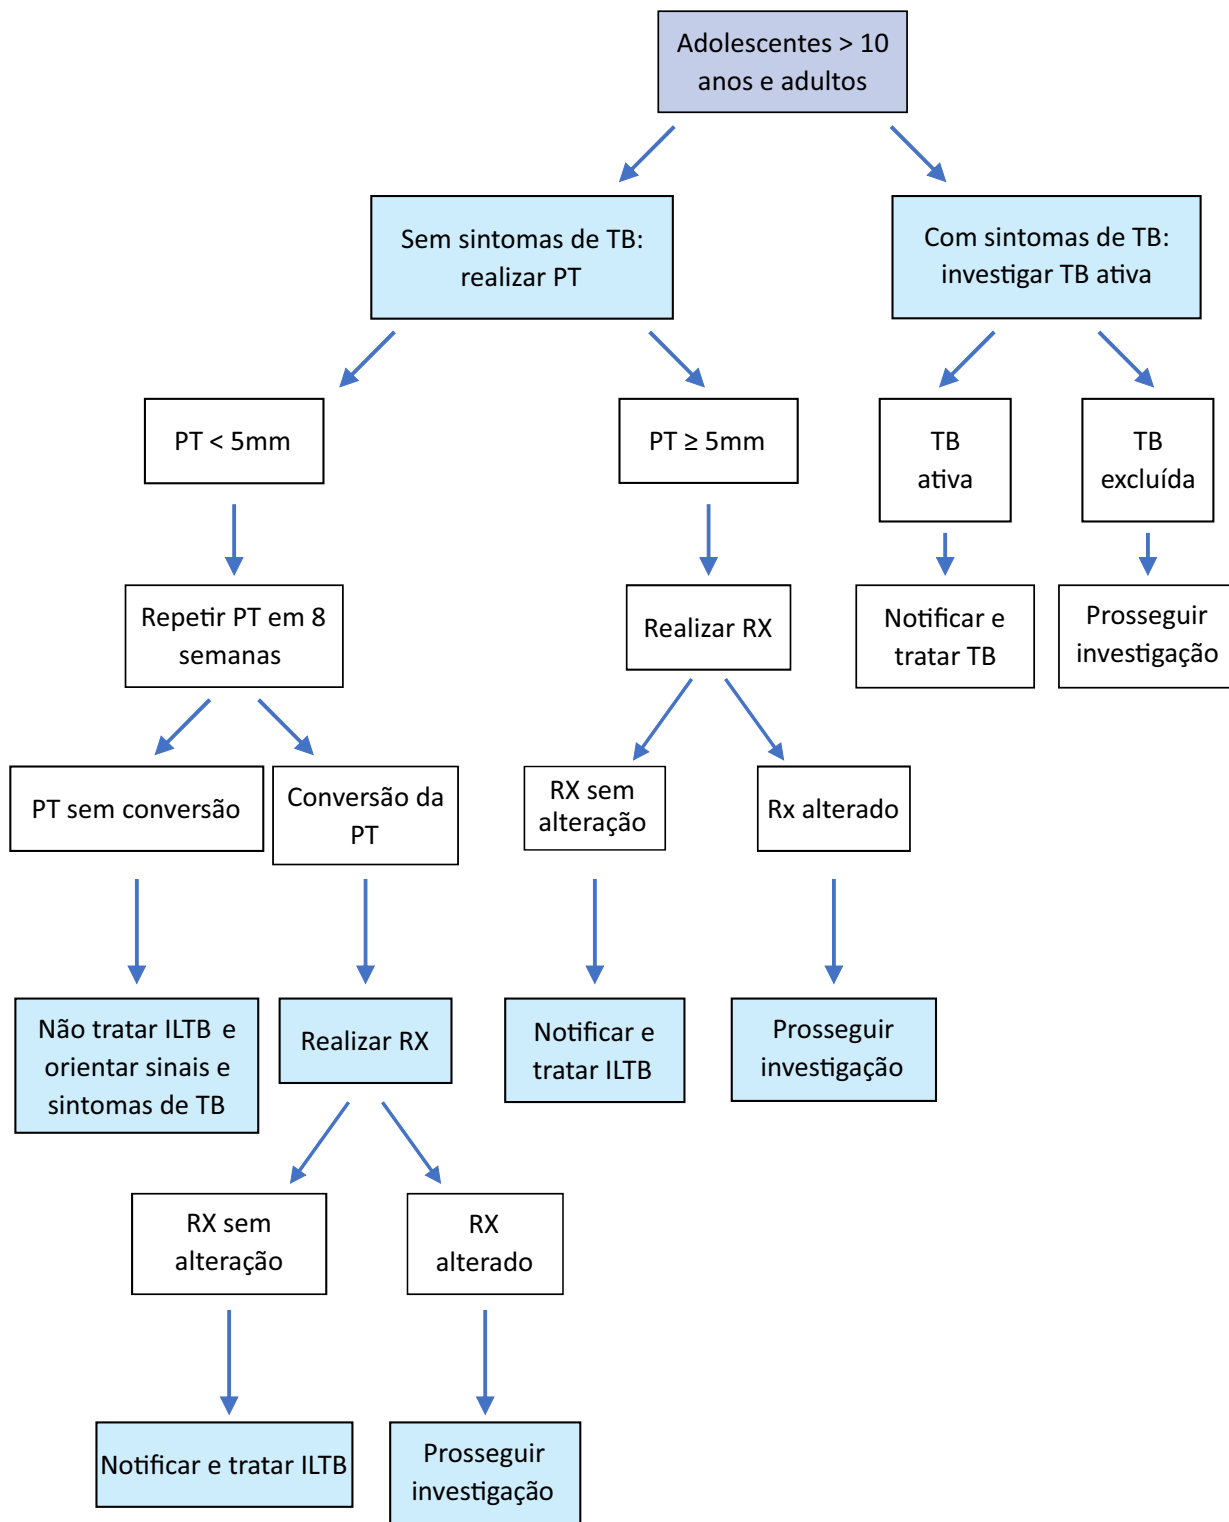 Adolescentes > 10
anos e adultos
Sem sintomas de TB:
realizar PT
Com sintomas de TB:
investigar TB ativa
PT < 5mm
PT ≥ 5mm
TB
ativa
TB
excluída
Repetir PT em 8
semanas
Realizar RX
Notificar e
tratar TB
Prosseguir
investigação
PT sem conversão
Conversão da
PT
RX sem
alteração
Rx alterado
Não tratar ILTB e
orientar sinais e
sintomas de TB
Realizar RX
Notificar e
tratar ILTB
Prosseguir
investigação
RX sem
alteração
RX
alterado
Notificar e tratar ILTB
Prosseguir
investigação